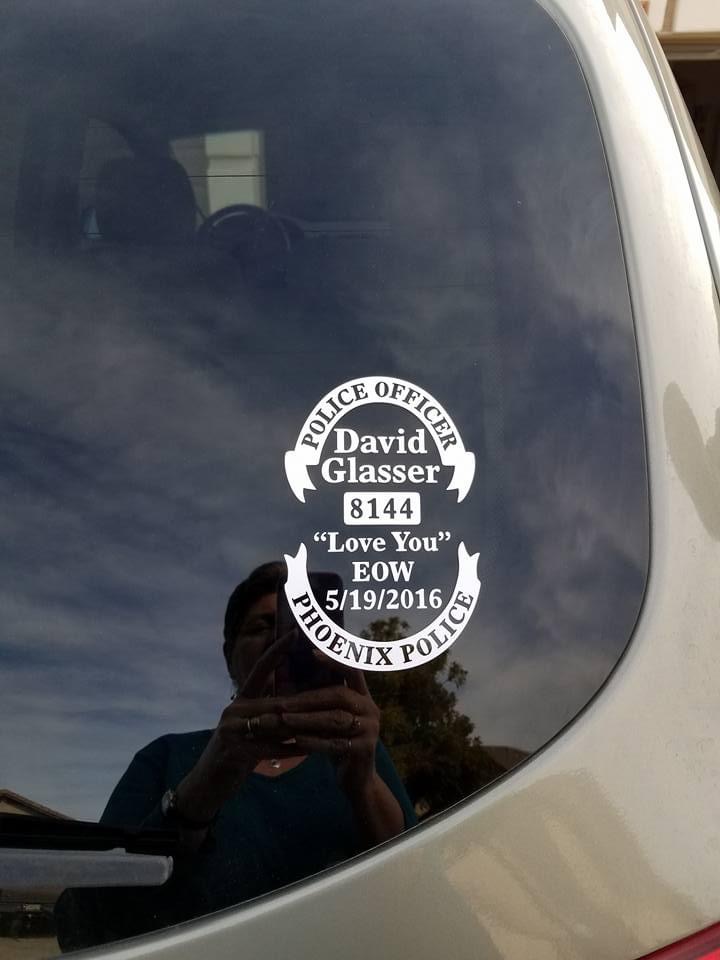 POLICE OFFICER
David
Glasser
8144
“Love You”
EOW
5/19/2016
PHOENIX POLICE